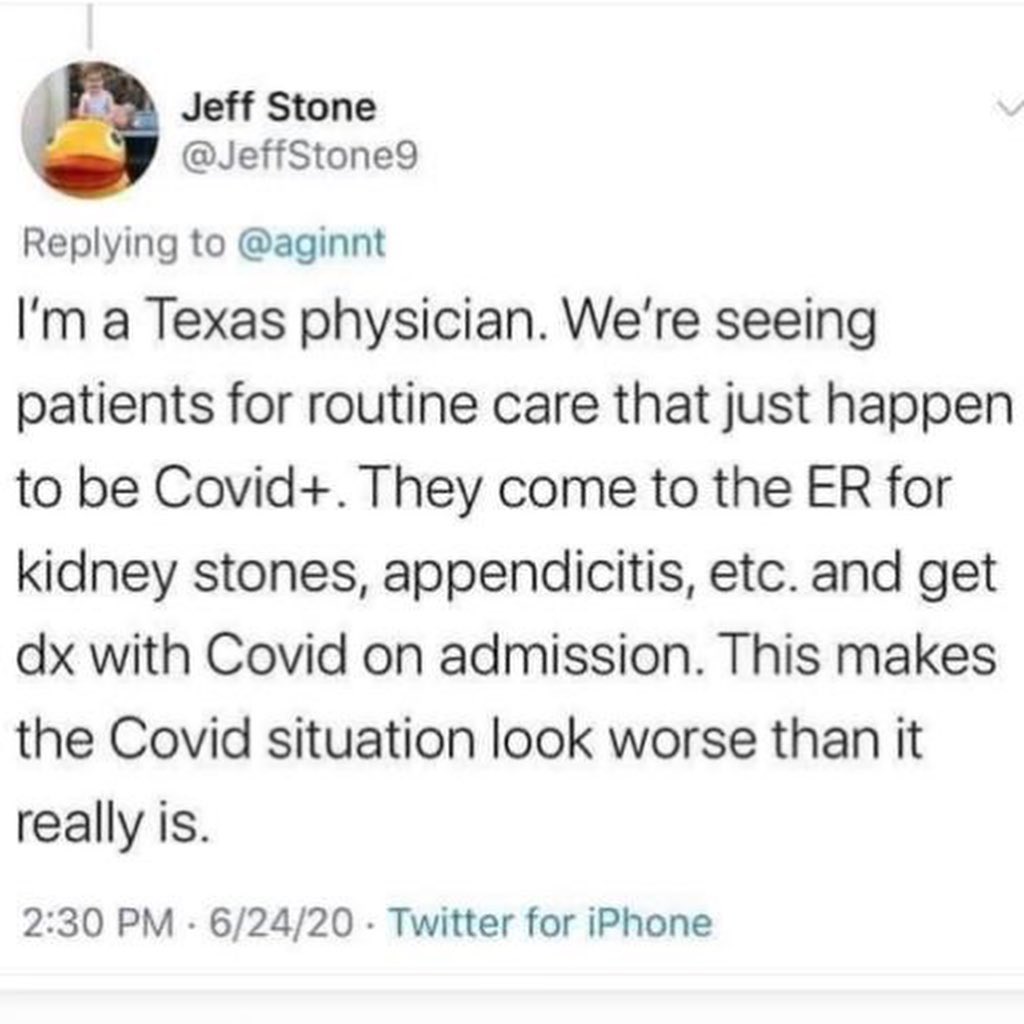 Jeff Stone
@JeffStone9
Replying to @aginnt
I'm a Texas physician. We're seeing
patients for routine care that just happen
to be Covid+. They come to the ER for
kidney stones, appendicitis, etc. and get
dx with Covid on admission. This makes
the Covid situation look worse than it
really is.
2:30 PM · 6/24/20 · Twitter for iPhone